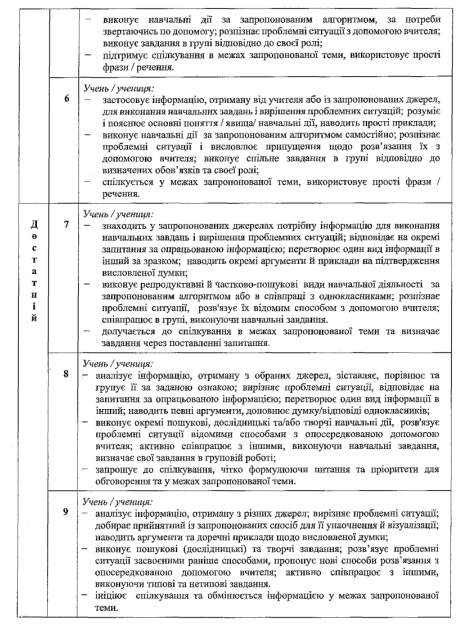 – виконує навчальні дії за запропонованим алгоритмом, за потреби
звертаючись по допомогу; розпізнає проблемні ситуації з допомогою вчителя;
виконує завдання в групі відповідно до своєї ролі;
– підтримує спілкування в межах запропонованої теми, використовує прості
фрази / речення.
6
Учень / учениця:
– застосовує інформацію, отриману від учителя або із запропонованих джерел,
для виконання навчальних завдань і вирішення проблемних ситуацій; розуміє
і пояснює основні поняття / явища/ навчальні дії, наводить прості приклади;
– виконує навчальні дії за запропонованим алгоритмом самостійно; розпізнає
проблемні ситуації і висловлює припущення щодо розв'язання їх з
допомогою вчителя; виконує спільне завдання в групі відповідно до
визначених обов'язків та своєї ролі;
– спілкується у межах запропонованої теми, використовує прості фрази /
речення.
Достатній
7
Учень / учениця:
– знаходить у запропонованих джерелах потрібну інформацію для виконання
навчальних завдань і вирішення проблемних ситуацій; відповідає на окремі
запитання за опрацьованою інформацією; перетворює один вид інформації в
інший за зразком; наводить окремі аргументи й приклади на підтвердження
висловленої думки;
– виконує репродуктивні й частково-пошукові види навчальної діяльності за
запропонованим алгоритмом або в співпраці з однокласниками; розпізнає
проблемні ситуації, розв'язує їх відомим способом з допомогою вчителя;
співпрацює в групі, виконуючи навчальні завдання.
– долучається до спілкування в межах запропонованої теми та визначає
завдання через поставленні запитання.
8
Учень / учениця:
– аналізує інформацію, отриману з обраних джерел, зіставляє, порівнює та
групує її за заданою ознакою; вирізняє проблемні ситуації, відповідає на
запитання за опрацьованою інформацією; перетворює один вид інформації в
інший; наводить певні аргументи, доповнює думку/відповіді однокласників;
– виконує окремі пошукові, дослідницькі та/або творчі навчальні дії, розв'язує
проблемні ситуації відомими способами з опосередкованою допомогою
вчителя; активно співпрацює з іншими, виконуючи навчальні завдання,
визначає свої завдання в груповій роботі;
– запрошує до спілкування, чітко формулюючи питання та пріоритети для
обговорення та у межах запропонованої теми.
9
Учень / учениця:
– аналізує інформацію, отриману з різних джерел; вирізняє проблемні ситуації;
добирає прийнятний із запропонованих спосіб для її унаочнення й візуалізації;
наводить аргументи та доречні приклади щодо висловленої думки;
– виконує пошукові (дослідницькі) та творчі завдання; розв'язує проблемні
ситуації засвоєними раніше способами, пропонує нові способи розв'язання з
опосередкованою допомогою вчителя; активно співпрацює з іншими,
виконуючи типові та нетипові завдання.
– ініціює спілкування та обмінюється інформацією у межах запропонованої
теми.